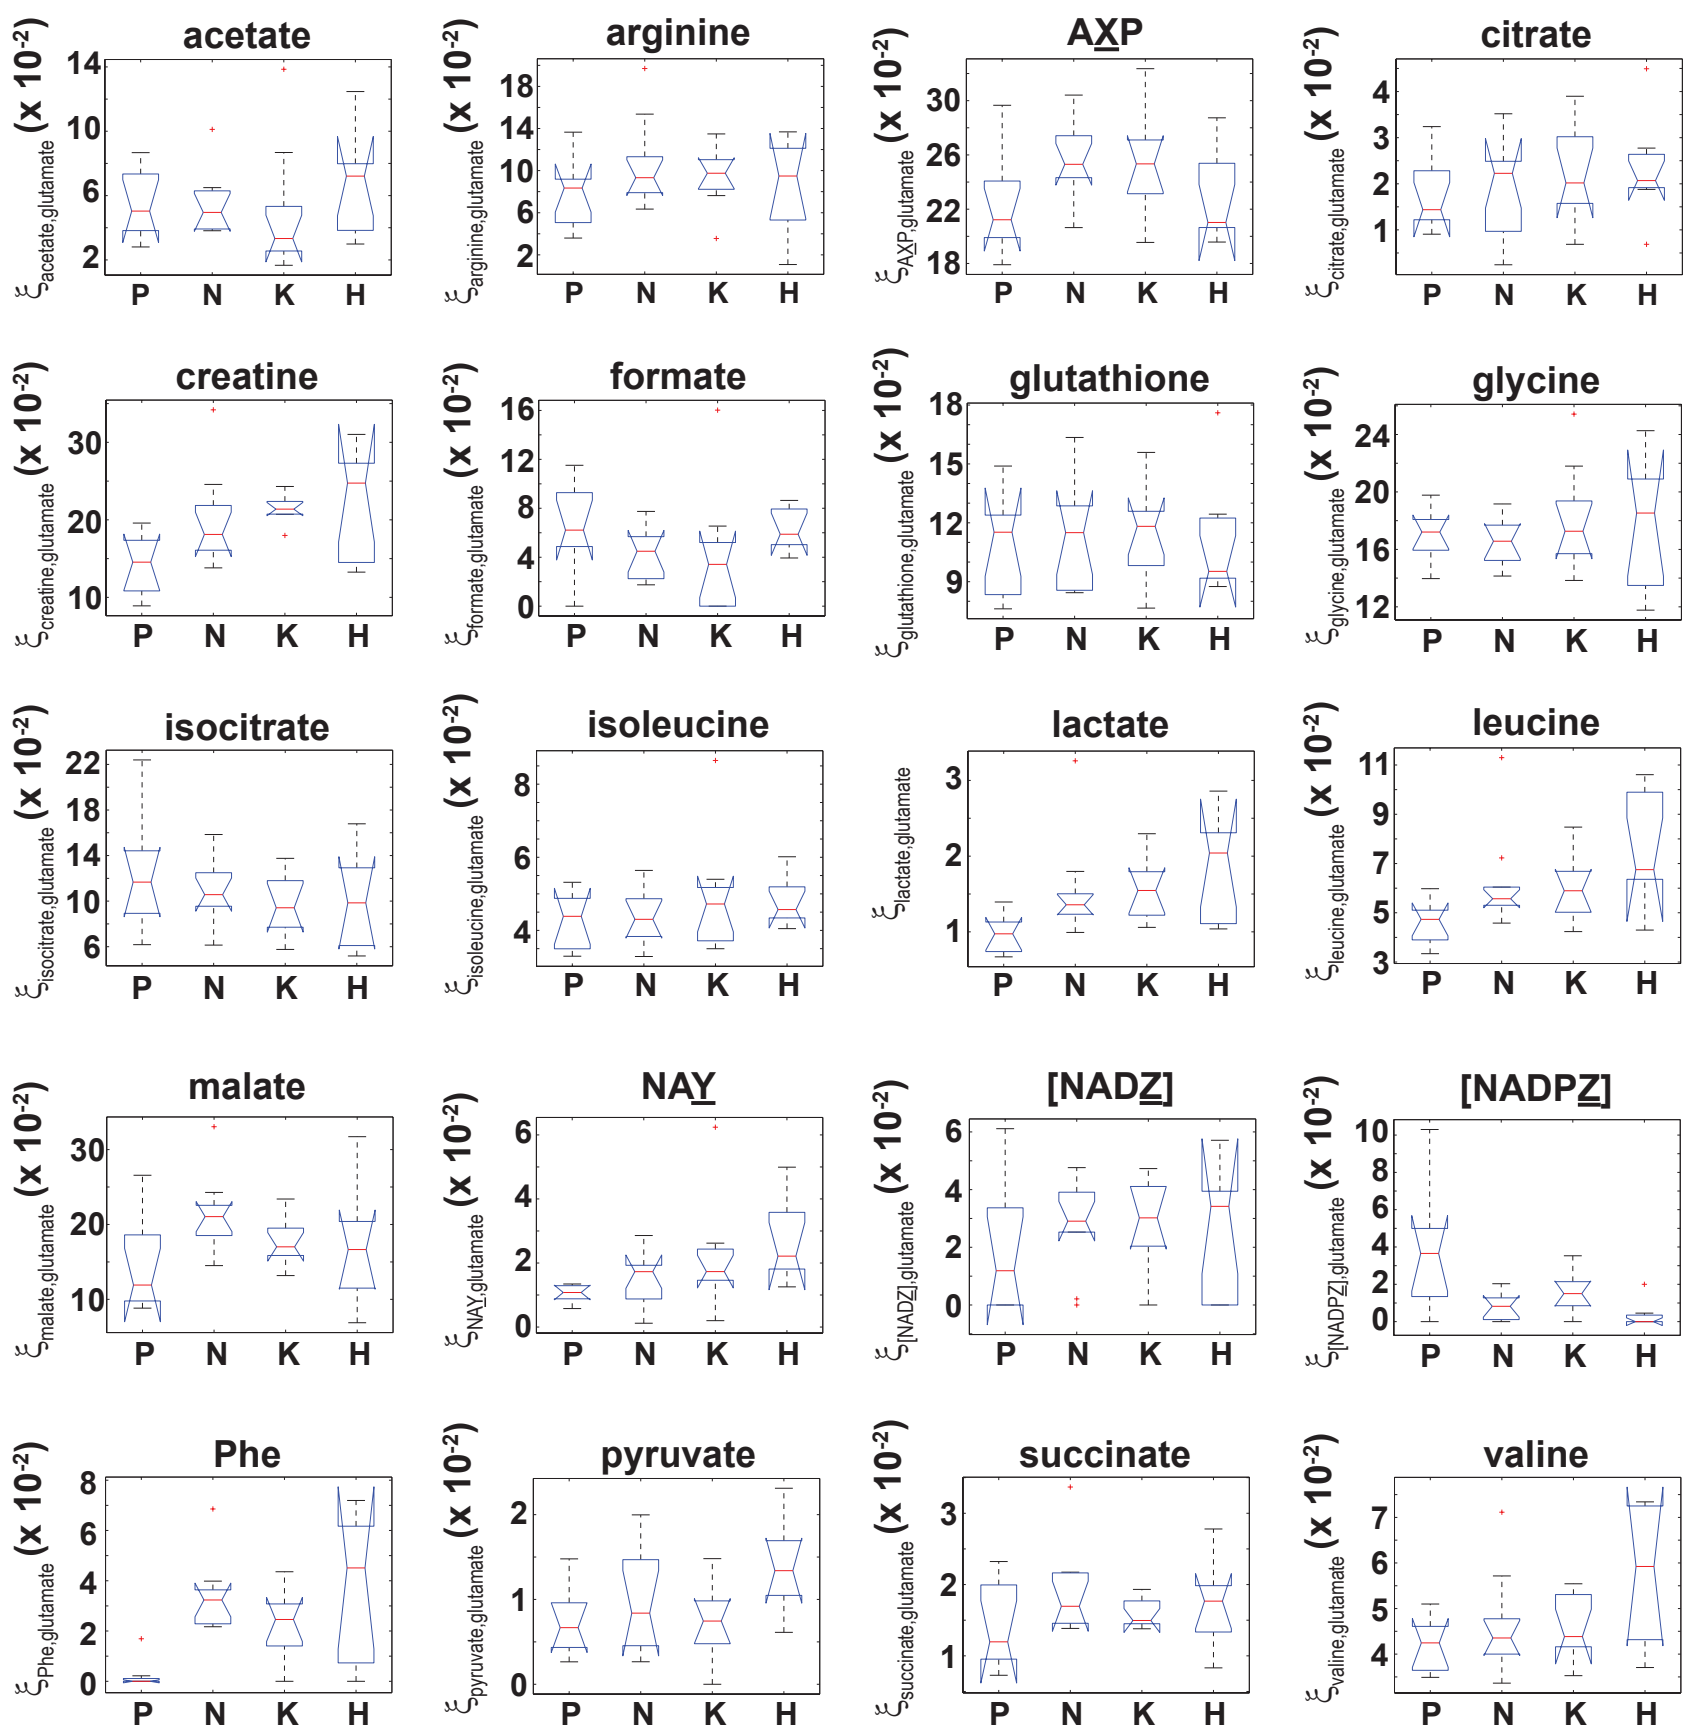 acetate
ξacetate,glutamate (x 10-2)
14
10
6
2
P N K H
arginine
ξarginine,glutamate (x 10-2)
18
14
10
6
2
P N K H
AXP
ξAXP,glutamate (x 10-2)
30
26
22
18
P N K H
citrate
ξcitrate,glutamate (x 10-2)
4
3
2
1
P N K H
creatine
ξcreatine,glutamate (x 10-2)
30
20
10
P N K H
formate
ξformate,glutamate (x 10-2)
16
12
8
4
0
P N K H
glutathione
ξglutathione,glutamate (x 10-2)
18
15
12
9
P N K H
glycine
ξglycine,glutamate (x 10-2)
24
20
16
12
P N K H
isocitrate
ξisocitrate,glutamate (x 10-2)
22
18
14
10
6
P N K H
isoleucine
ξisoleucine,glutamate (x 10-2)
8
6
4
P N K H
lactate
ξlactate,glutamate
3
2
1
P N K H
leucine
ξleucine,glutamate (x 10-2)
11
9
7
5
3
P N K H
malate
ξmalate,glutamate (x 10-2)
30
20
10
P N K H
NAY
ξNAY,glutamate (x 10-2)
6
4
2
0
P N K H
[NADZ]
ξ[NADZ],glutamate (x 10-2)
6
4
2
0
P N K H
[NADPZ]
ξ[NADPZ],glutamate (x 10-2)
10
8
6
4
2
0
P N K H
Phe
ξPhe,glutamate (x 10-2)
8
6
4
2
0
P N K H
pyruvate
ξpyruvate,glutamate (x 10-2)
2
1
0
P N K H
succinate
ξsuccinate,glutamate (x 10-2)
3
2
1
P N K H
valine
ξvaline,glutamate (x 10-2)
7
6
5
4
P N K H